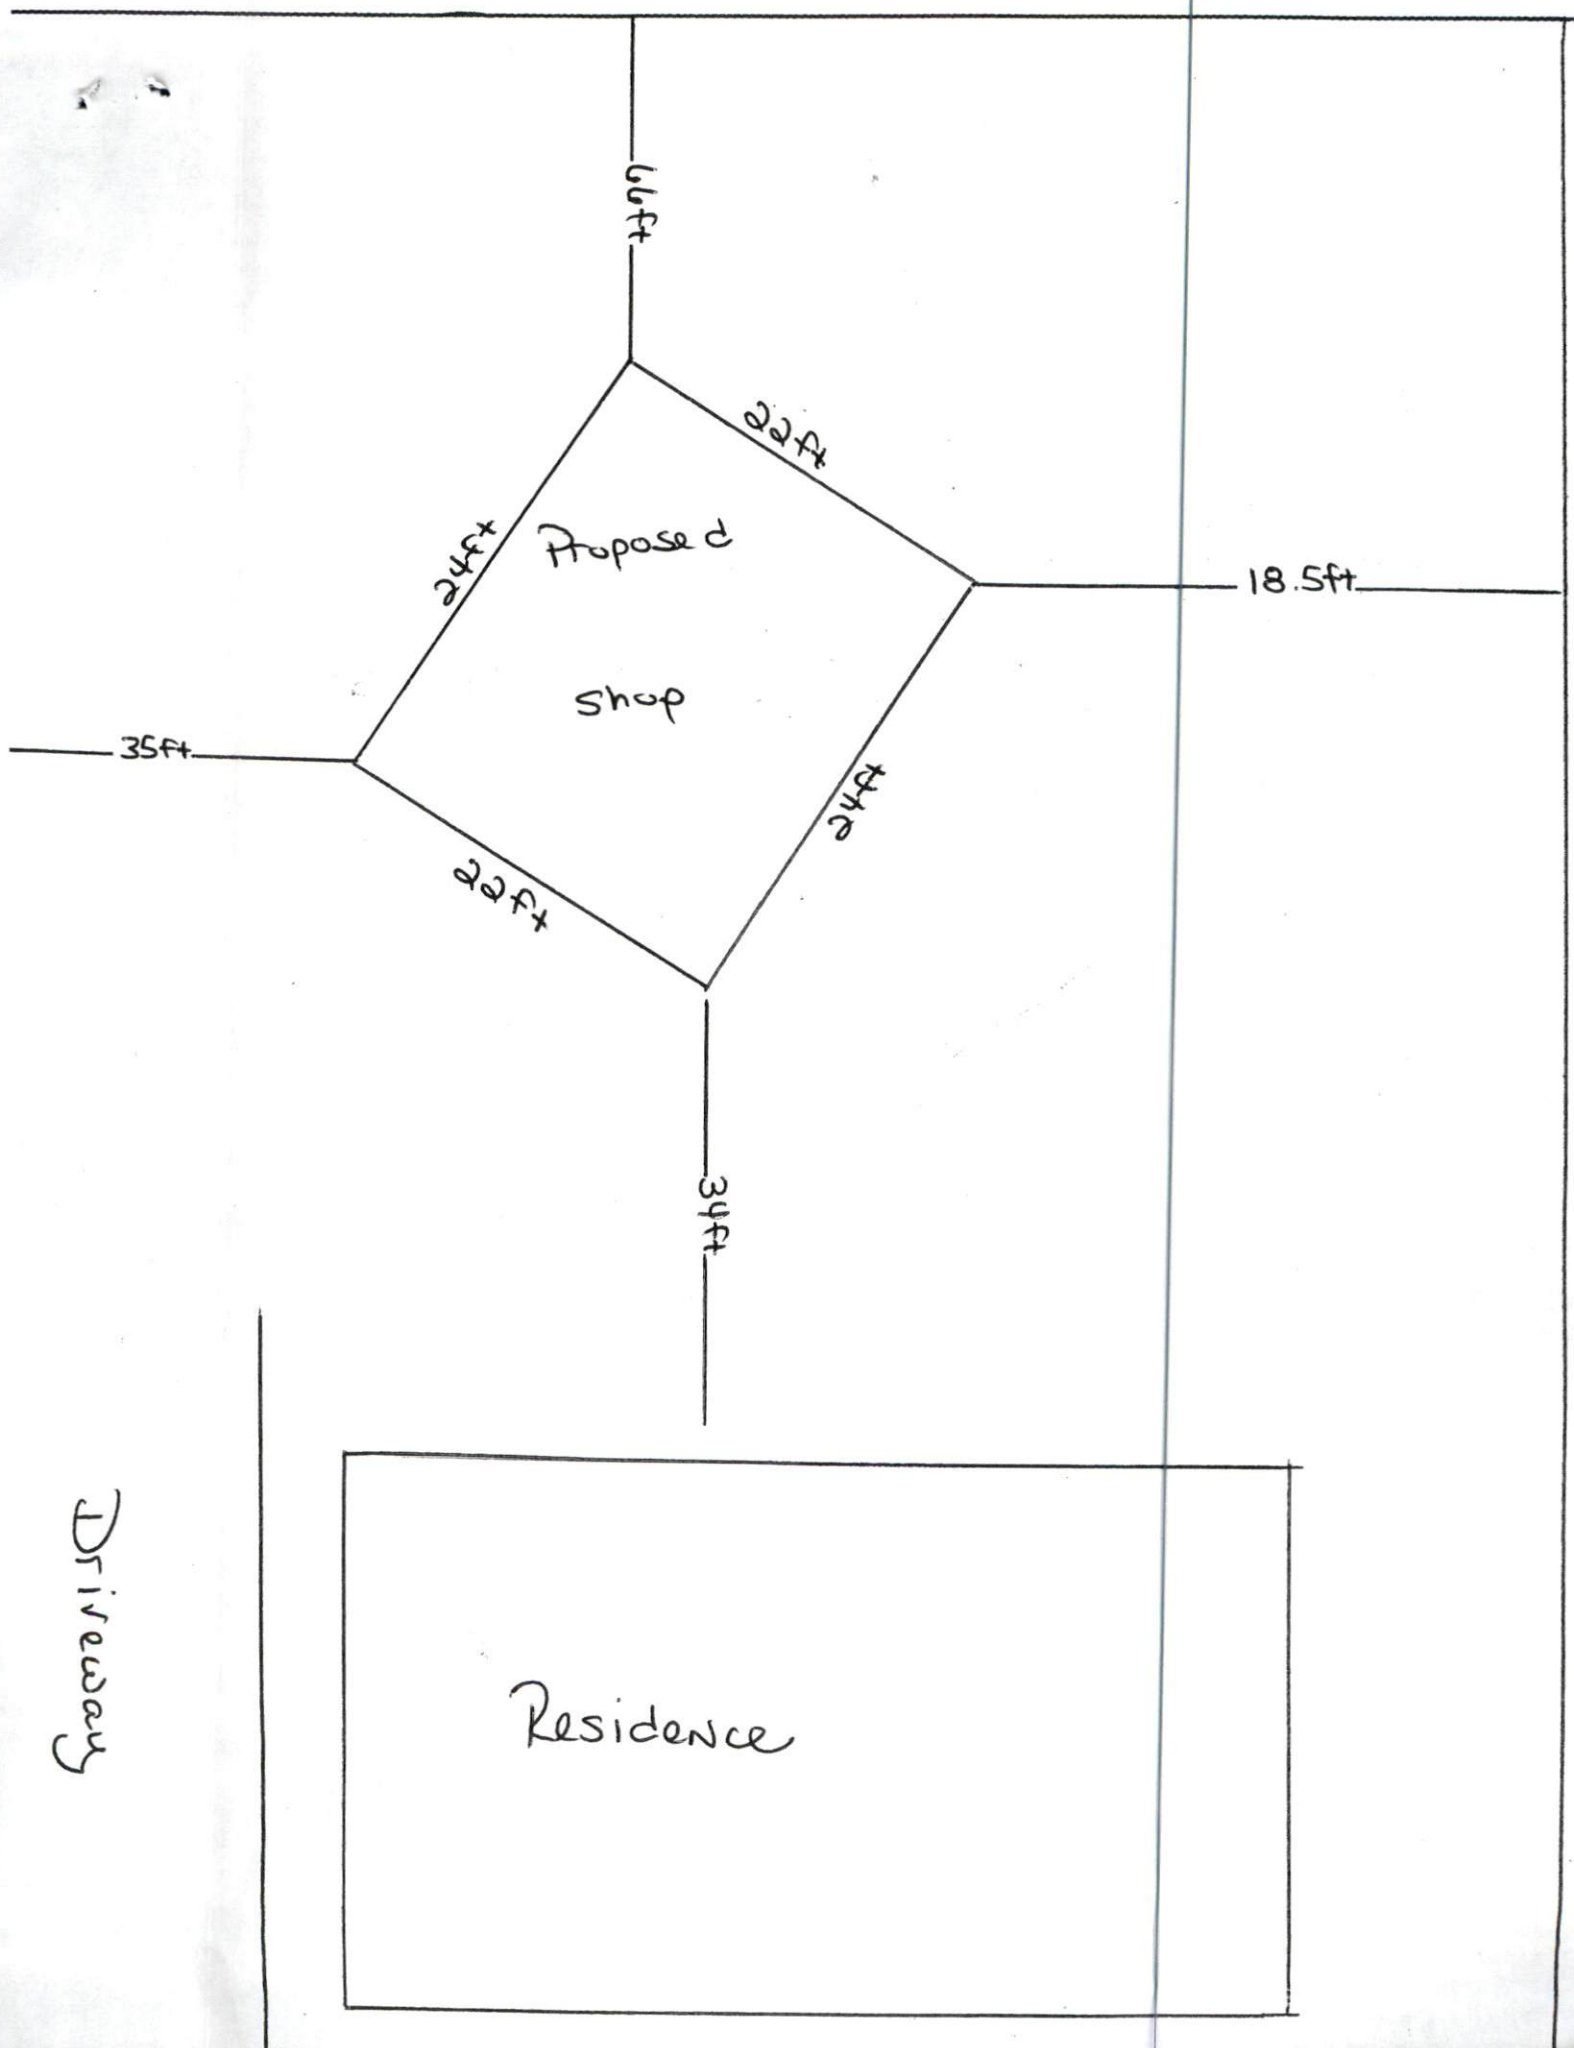 66ft
22ft
24ft
Proposed
Shop
18.5ft
35ft
24ft
22ft
34ft
Driveway
Residence